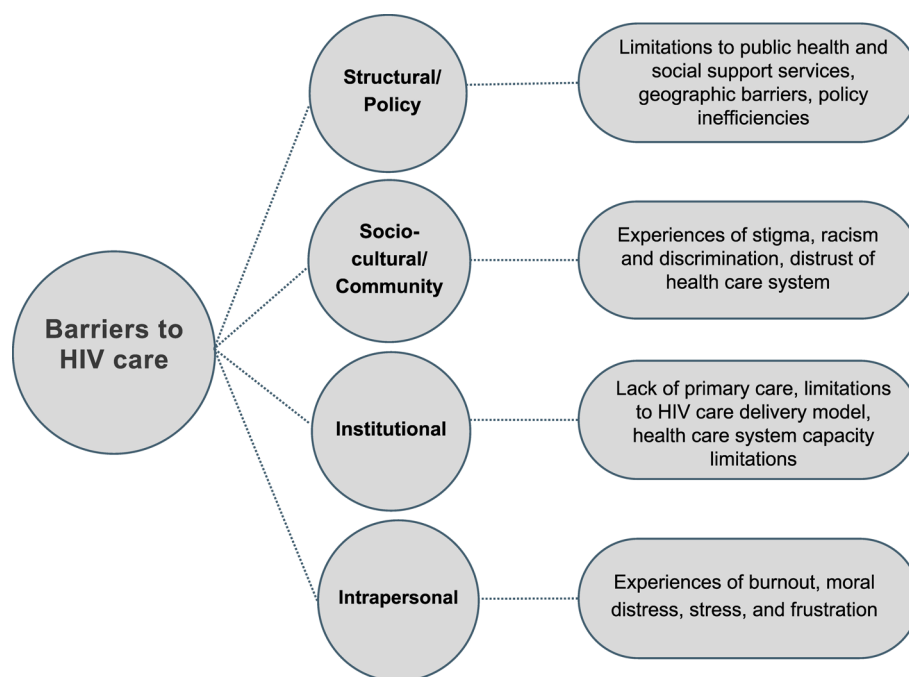 Barriers to
HIV care
Structural/
Policy
Limitations to public health and
social support services,
geographic barriers, policy
inefficiencies
Socio-
cultural/
Community
Experiences of stigma, racism
and discrimination, distrust of
health care system
Institutional
Lack of primary care, limitations
to HIV care delivery model,
health care system capacity
limitations
Intrapersonal
Experiences of burnout, moral
distress, stress, and frustration